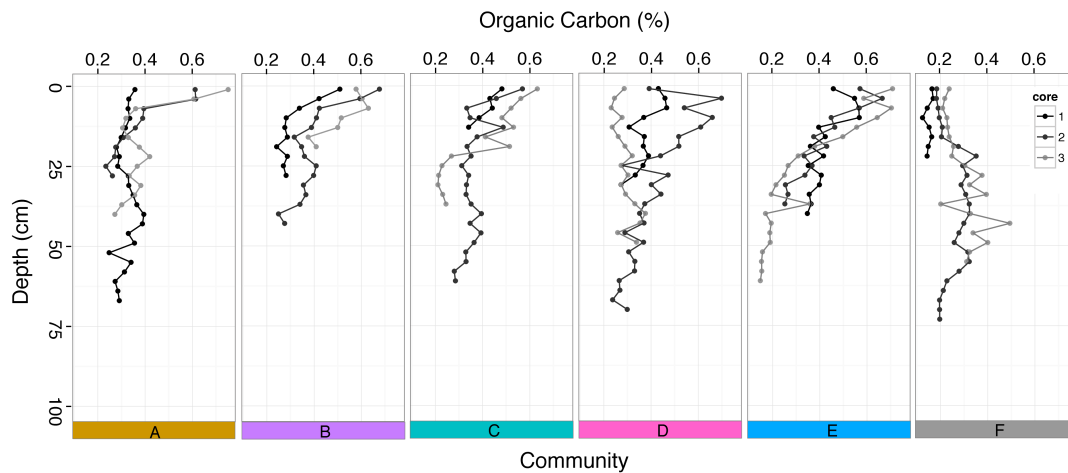 Organic Carbon (%)
0.2 0.4 0.6 0.2 0.4 0.6 0.2 0.4 0.6 0.2 0.4 0.6 0.2 0.4 0.6 0.2 0.4 0.6
0
25
50
75
100
Depth (cm)
core
1
2
3
A B C D E F
Community